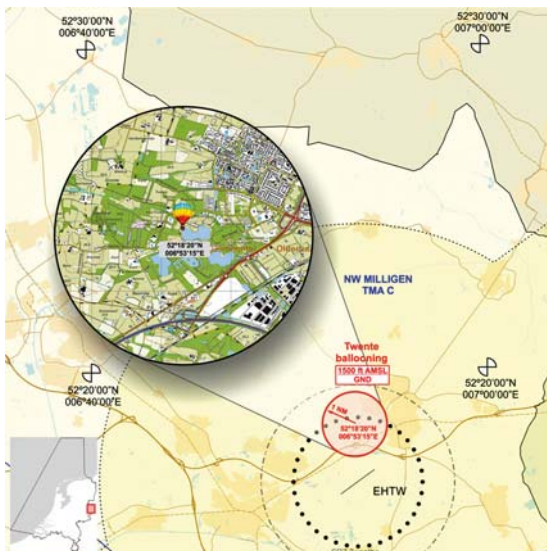 52°30'00"N
006°40'00"E
52°30'00"N
007°00'00"E
52°18'20"N
006°53'15"E
NW MILLIGEN
TMA C
Twente
ballooning
1500 ft AMSL
GND
52°20'00"N
006°40'00"E
52°20'00"N
007°00'00"E
1 NM
52°18'20"N
006°53'15"E
EHTW